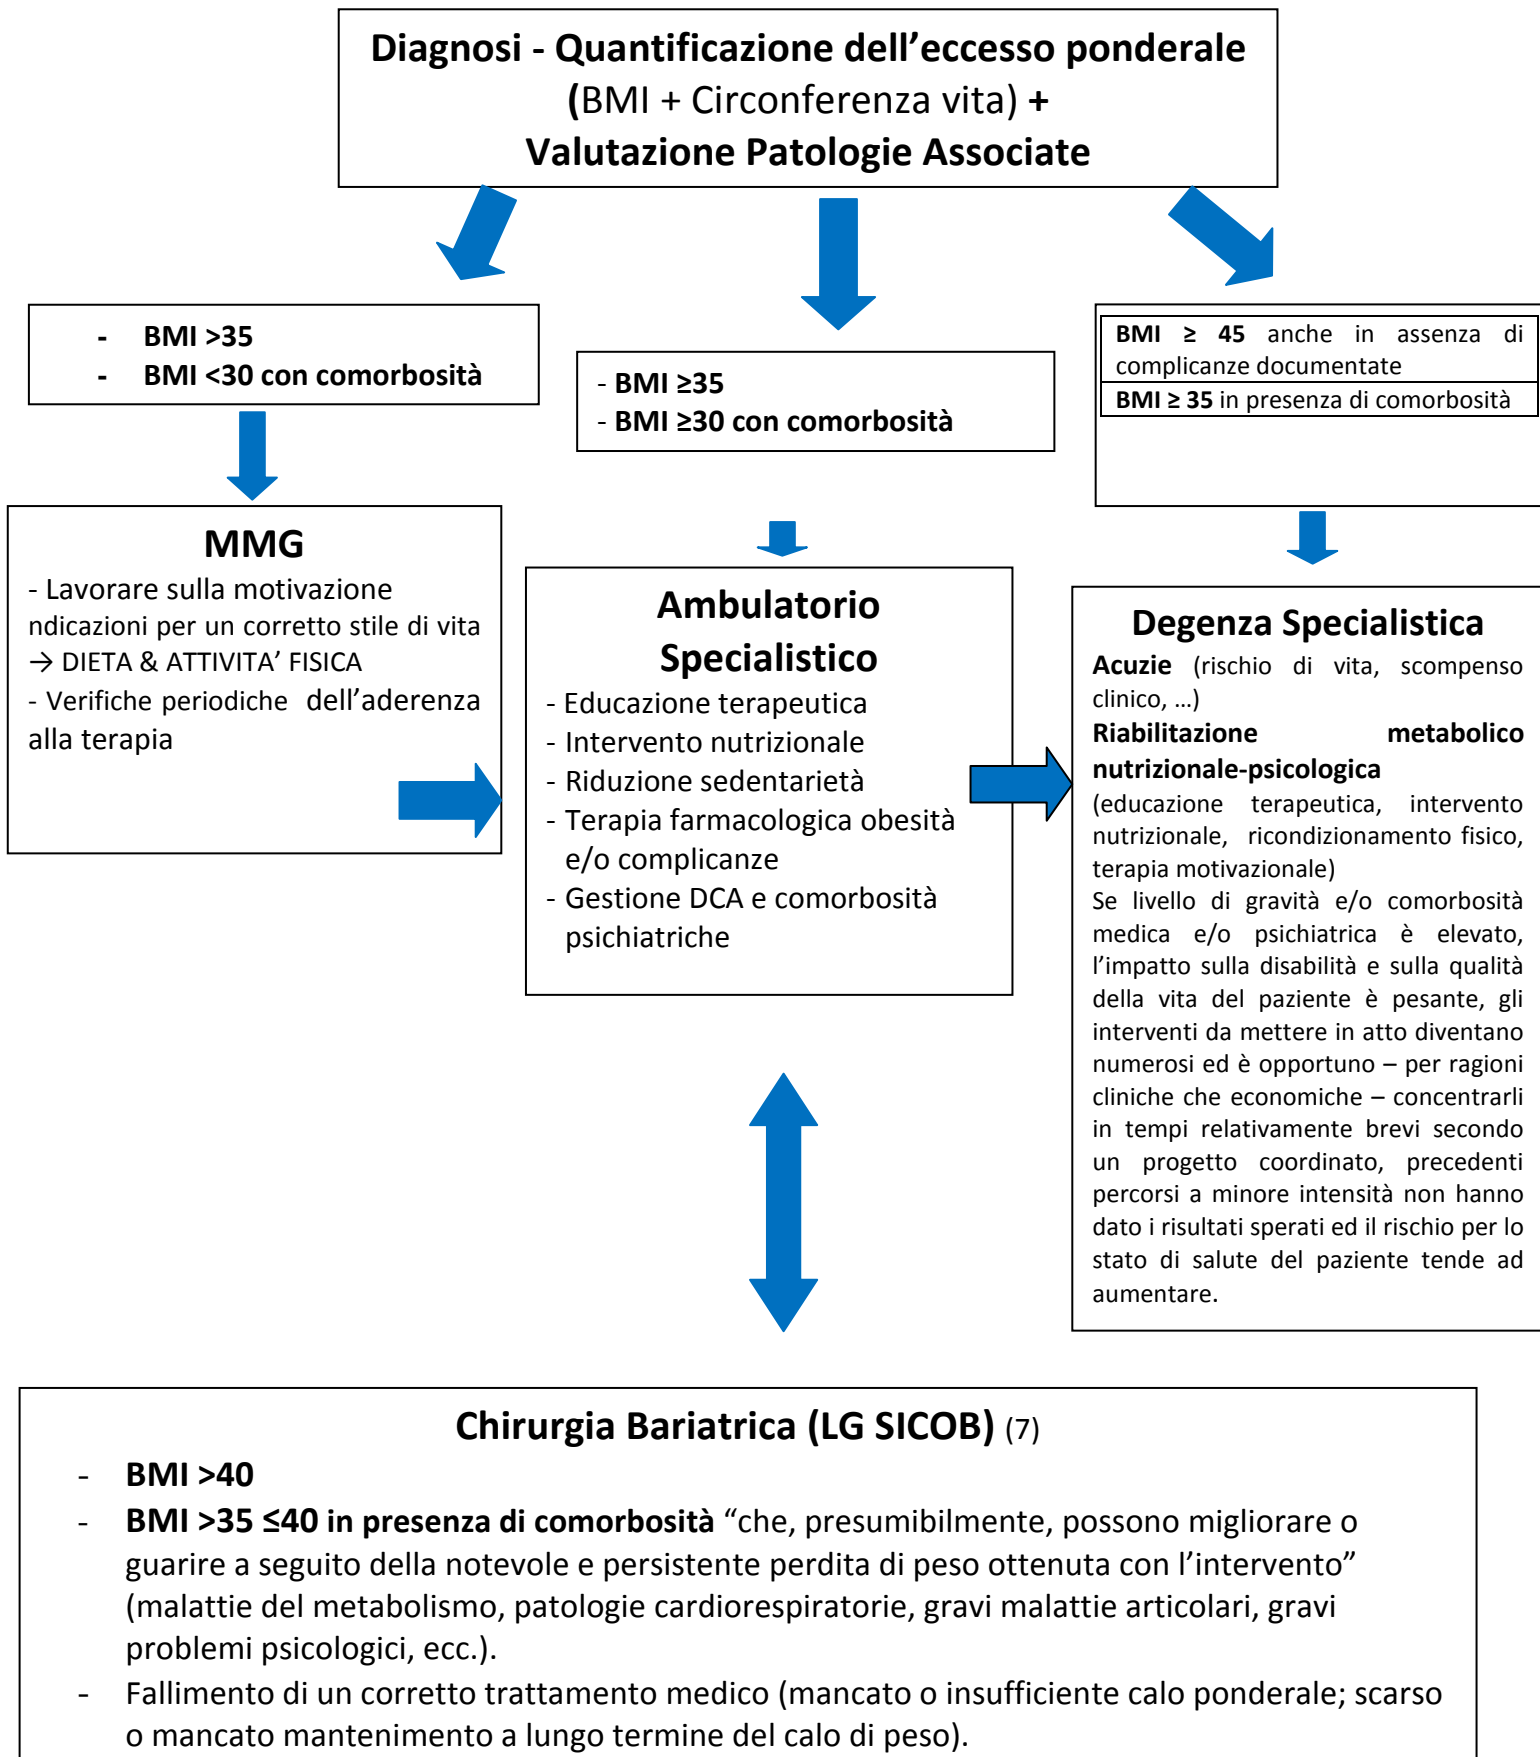 Diagnosi - Quantificazione dell’eccesso ponderale
(BMI + Circonferenza vita) +
Valutazione Patologie Associate
- BMI >35
- BMI <30 con comorbosità
- BMI ≥35
- BMI ≥30 con comorbosità
BMI ≥ 45 anche in assenza di
complicanze documentate
BMI ≥ 35 in presenza di comorbosità
MMG
- Lavorare sulla motivazione
ndicazioni per un corretto stile di vita
→ DIETA & ATTIVITA’ FISICA
- Verifiche periodiche dell’aderenza
alla terapia
Ambulatorio
Specialistico
- Educazione terapeutica
- Intervento nutrizionale
- Riduzione sedentarietà
- Terapia farmacologica obesità
e/o complicanze
- Gestione DCA e comorbosità
psichiatriche
Degenza Specialistica
Acuzie (rischio di vita, scompenso
clinico, …)
Riabilitazione metabolico
nutrizionale-psicologica
(educazione terapeutica, intervento
nutrizionale, ricondizionamento fisico,
terapia motivazionale)
Se livello di gravità e/o comorbosità
medica e/o psichiatrica è elevato,
l’impatto sulla disabilità e sulla qualità
della vita del paziente è pesante, gli
interventi da mettere in atto diventano
numerosi ed è opportuno – per ragioni
cliniche che economiche – concentrarli
in tempi relativamente brevi secondo
un progetto coordinato, precedenti
percorsi a minore intensità non hanno
dato i risultati sperati ed il rischio per lo
stato di salute del paziente tende ad
aumentare.
Chirurgia Bariatrica (LG SICOB) (7)
- BMI >40
- BMI >35 ≤40 in presenza di comorbosità “che, presumibilmente, possono migliorare o
guarire a seguito della notevole e persistente perdita di peso ottenuta con l’intervento”
(malattie del metabolismo, patologie cardiorespiratorie, gravi malattie articolari, gravi
problemi psicologici, ecc.).
- Fallimento di un corretto trattamento medico (mancato o insufficiente calo ponderale; scarso
o mancato mantenimento a lungo termine del calo di peso).